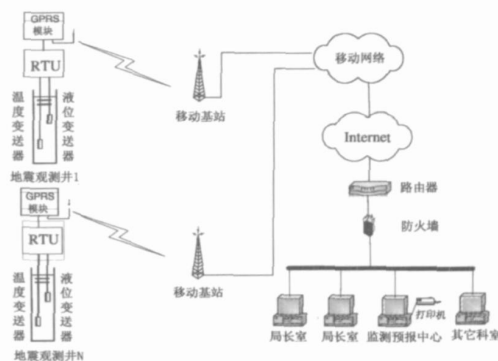 GPRS
模块
RTU
温度变送器
液位变送器
地震观测井1
移动基站
移动网络
Internet
路由器
防火墙
GPRS
模块
RTU
温度变送器
液位变送器
地震观测井N
移动基站
打印机
局长室
局长室
监测预报中心
其它科室